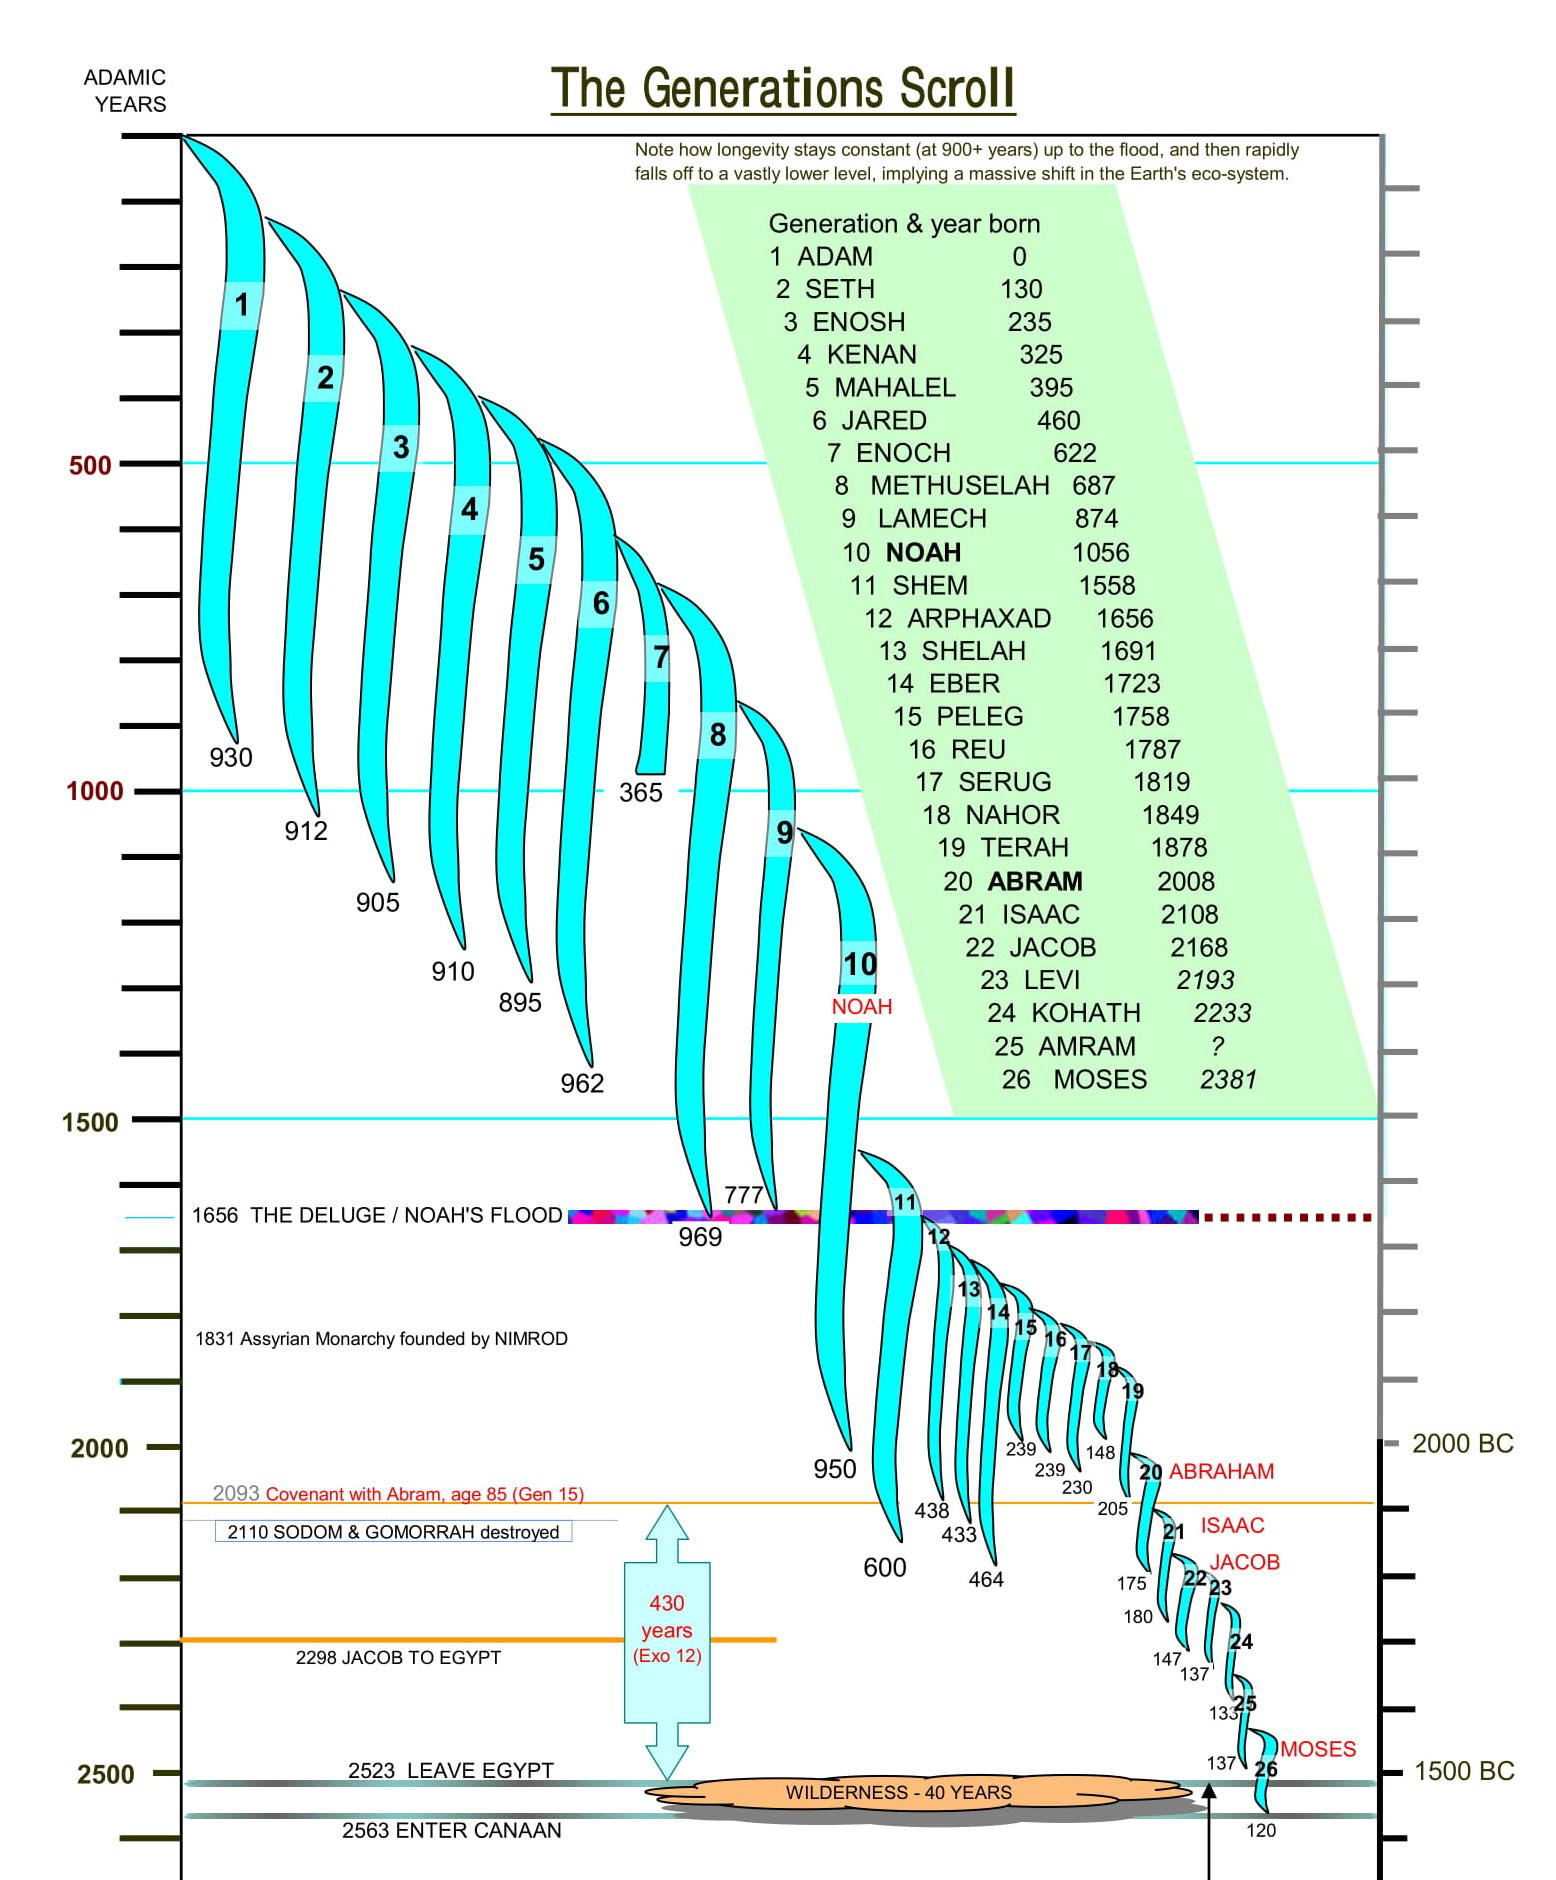 The Generations Scroll
ADAMIC
YEARS
Note how longevity stays constant (at 900+ years) up to the flood, and then rapidly
falls off to a vastly lower level, implying a massive shift in the Earth's eco-system.
Generation & year born
1 ADAM 0
2 SETH 130
3 ENOSH 235
4 KENAN 325
5 MAHALEL 395
6 JARED 460
7 ENOCH 622
8 METHUSELAH 687
9 LAMECH 874
10 NOAH 1056
11 SHEM 1558
12 ARPHAXAD 1656
13 SHELAH 1691
14 EBER 1723
15 PELEG 1758
16 REU 1787
17 SERUG 1819
18 NAHOR 1849
19 TERAH 1878
20 ABRAM 2008
21 ISAAC 2108
22 JACOB 2168
23 LEVI 2193
24 KOHATH 2233
25 AMRAM ?
26 MOSES 2381
1
2
3
500
4
5
6
7
8
930
1000
365
912
9
905
10
910
NOAH
895
962
1500
777
11
1656 THE DELUGE / NOAH'S FLOOD
969
12
13
14
15
16
17
18
19
1831 Assyrian Monarchy founded by NIMROD
2000
2000 BC
239
148
950
239
20 ABRAHAM
230
2093 Covenant with Abram, age 85 (Gen 15)
438
205
2110 SODOM & GOMORRAH destroyed
433
21
ISAAC
600
464
JACOB
22
23
175
430
years
(Exo 12)
180
24
2298 JACOB TO EGYPT
147
137
25
133
MOSES
2500
2523 LEAVE EGYPT
137
26
1500 BC
WILDERNESS - 40 YEARS
2563 ENTER CANAAN
120